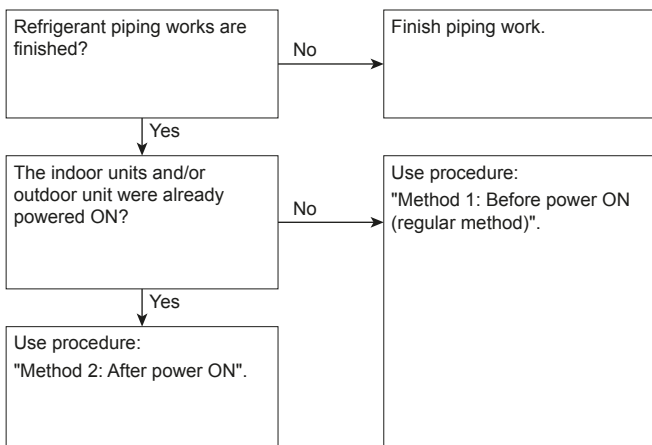 Refrigerant piping works are
finished?
No
Finish piping work.
Yes
The indoor units and/or
outdoor unit were already
powered ON?
No
Use procedure:
"Method 1: Before power ON
(regular method)".
Yes
Use procedure:
"Method 2: After power ON".